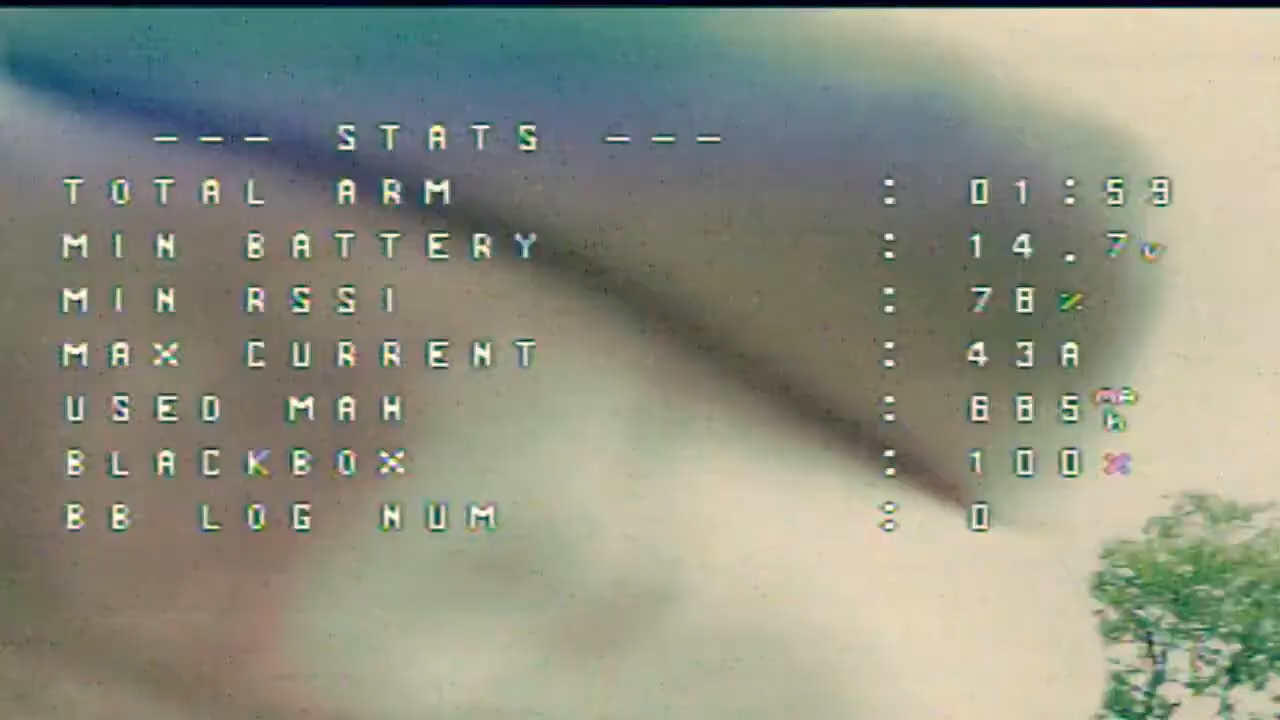 --- STATS ---
TOTAL ARM : 01:59
MIN BATTERY : 14.7V
MIN RSSI : 78%
MAX CURRENT : 43A
USED MAH : 685MAH
BLACKBOX : 100%
BB LOG NUM : 0